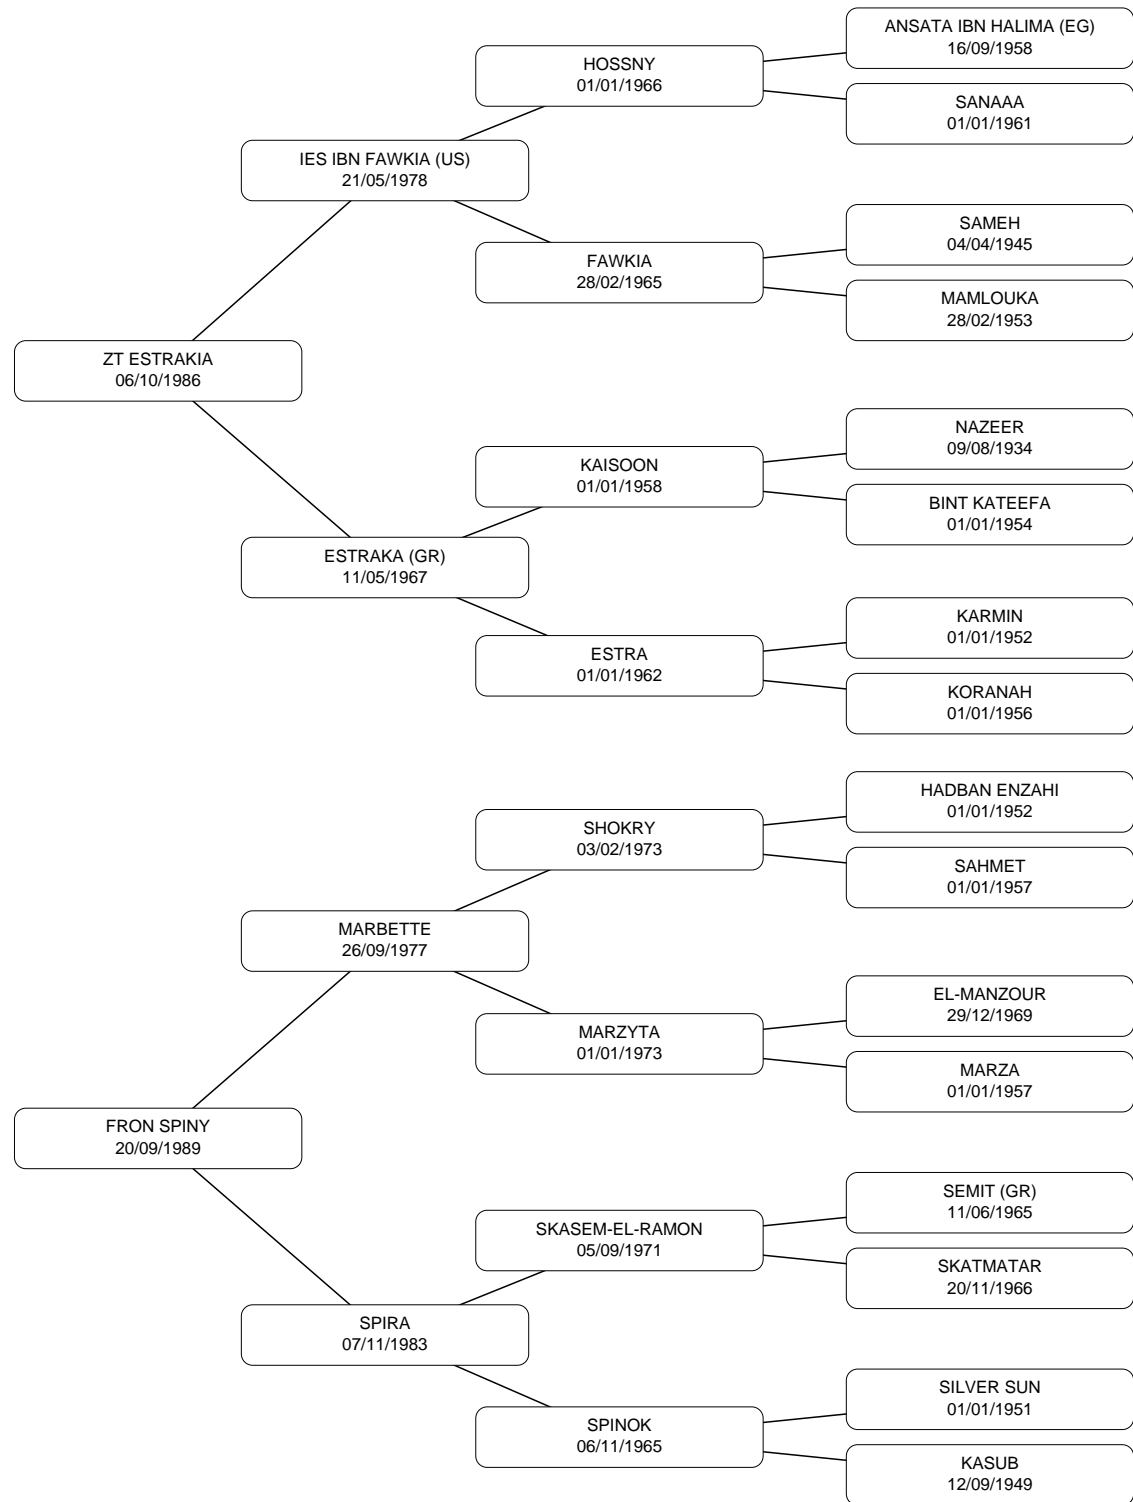 ANSATA IBN HALIMA (EG)
16/09/1958
HOSSNY
01/01/1966
SANAAA
01/01/1961
IES IBN FAWKIA (US)
21/05/1978
SAMEH
04/04/1945
FAWKIA
28/02/1965
MAMLOUKA
28/02/1953
ZT ESTRAKIA
06/10/1986
NAZEER
09/08/1934
KAISOON
01/01/1958
BINT KATEEFA
01/01/1954
ESTRAKA (GR)
11/05/1967
KARMIN
01/01/1952
ESTRA
01/01/1962
KORANAH
01/01/1956
HADBAN ENZAHI
01/01/1952
SHOKRY
03/02/1973
SAHMET
01/01/1957
MARBETTE
26/09/1977
EL-MANZOUR
29/12/1969
MARZYTA
01/01/1973
MARZA
01/01/1957
FRON SPINY
20/09/1989
SEMIT (GR)
11/06/1965
SKASEM-EL-RAMON
05/09/1971
SKATMATAR
20/11/1966
SPIRA
07/11/1983
SILVER SUN
01/01/1951
SPINOK
06/11/1965
KASUB
12/09/1949